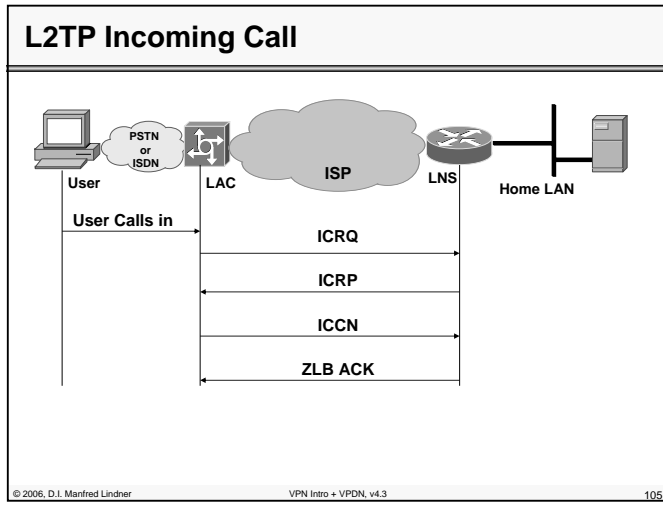 L2TP Incoming Call
PSTN
or
ISDN
User
LAC
ISP
LNS
Home LAN
User Calls in
ICRQ
ICRP
ICCN
ZLB ACK
© 2006, D.I. Manfred Lindner
VPN Intro + VPDN, v4.3
105